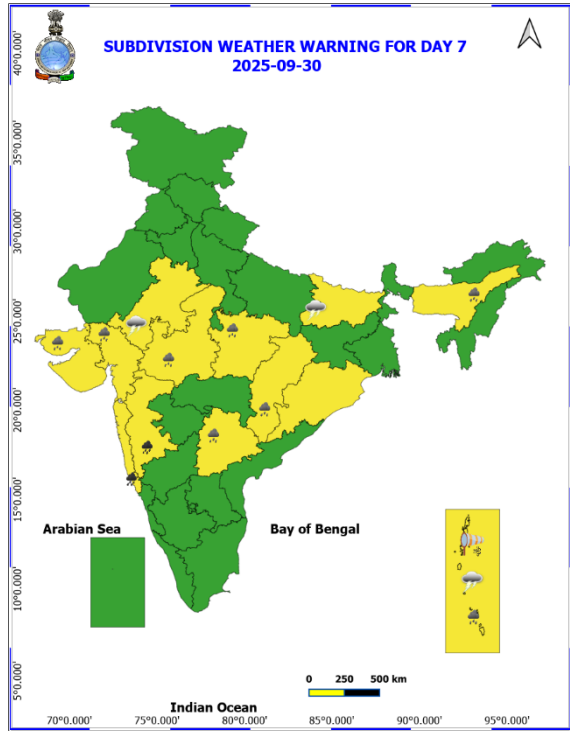 SUBDIVISION WEATHER WARNING FOR DAY 7
2025-09-30
40°0.000'
35°0.000'
30°0.000'
25°0.000'
20°0.000'
15°0.000'
10°0.000'
5°0.000'
Arabian Sea
Bay of Bengal
0 250 500 km
Indian Ocean
70°0.000' 75°0.000' 80°0.000' 85°0.000' 90°0.000' 95°0.000'